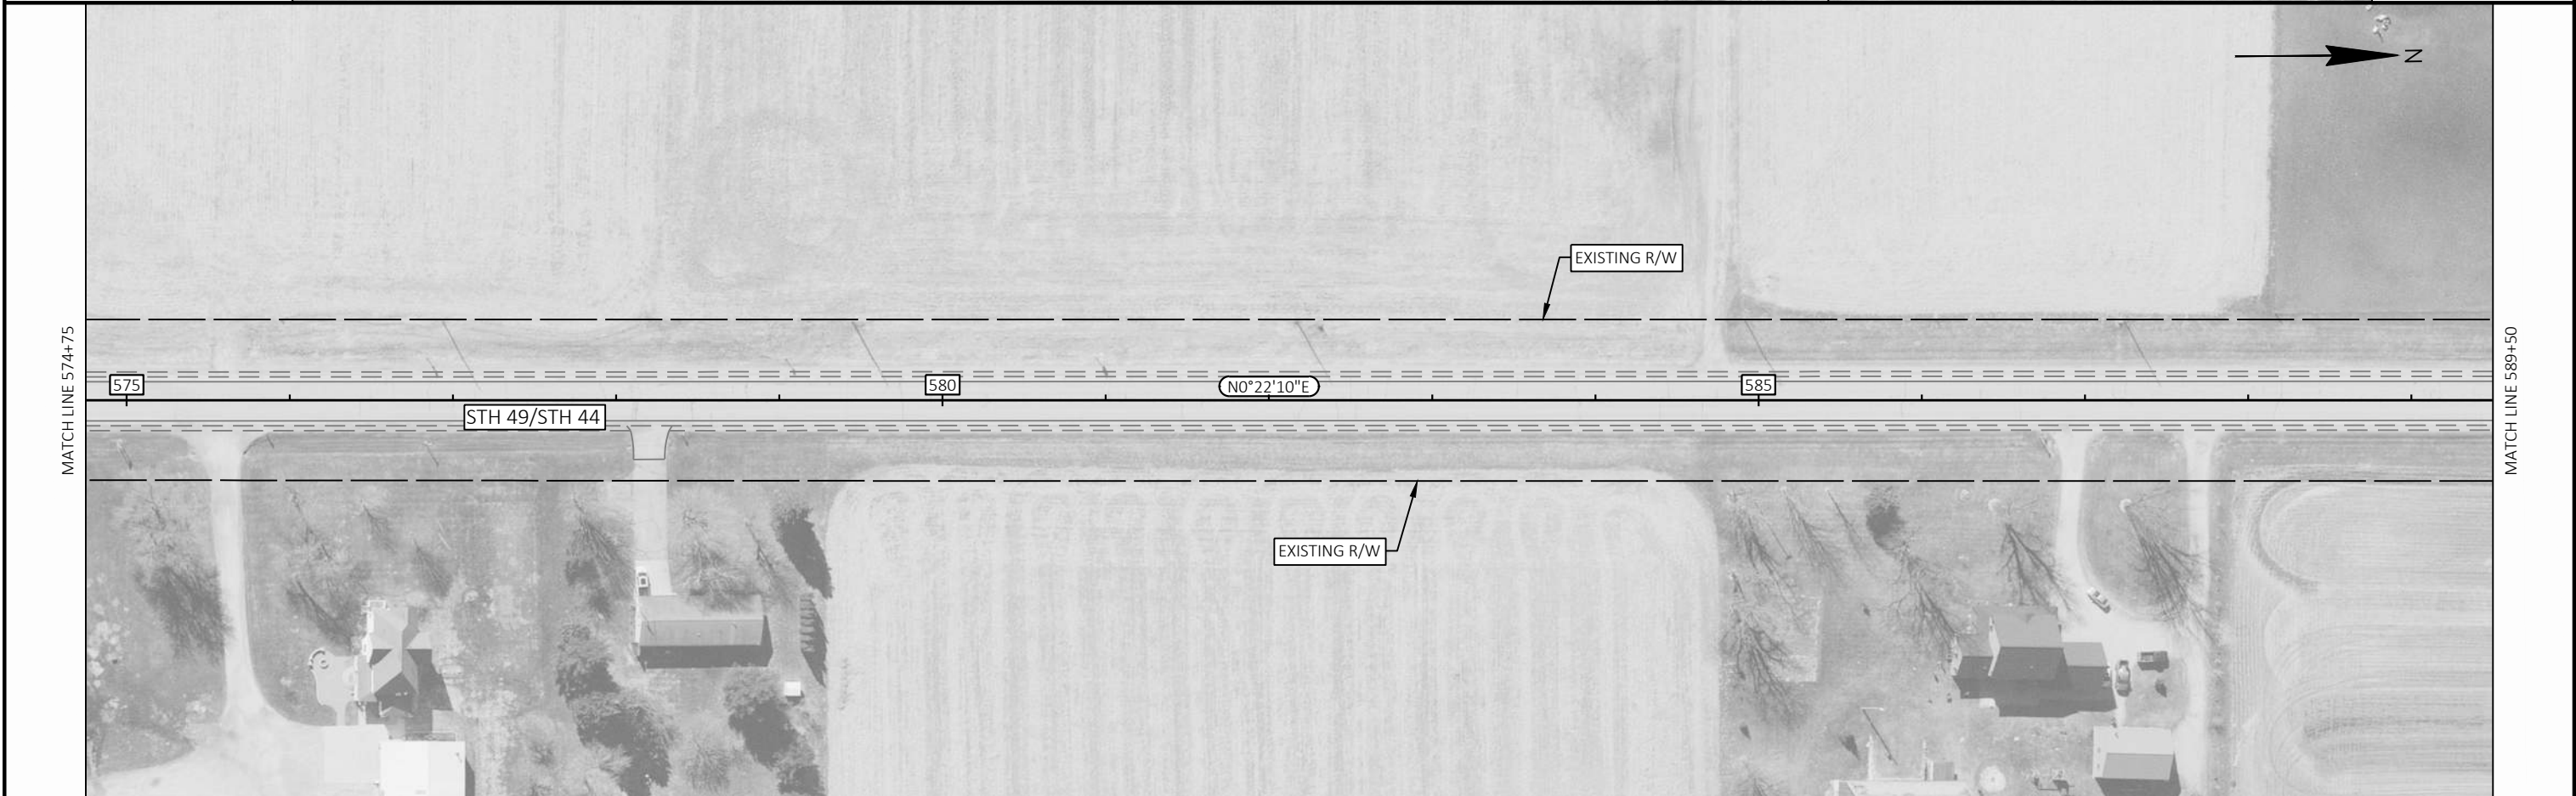 N
EXISTING R/W
MATCH LINE 574+75
575
580
N0°22'10"E
585
MATCH LINE 589+50
STH 49/STH 44
EXISTING R/W